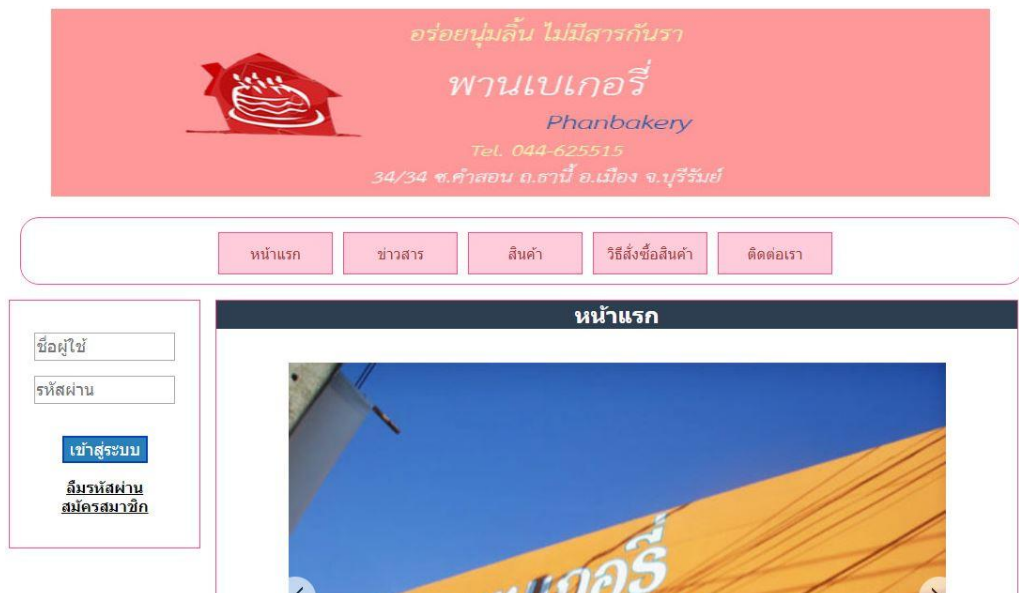 อร่อยนุ่มลิ้น ไม่มีสารกันรา
พานเบเกอรี่
Phanbakery
Tel. 044-625515
34/34 ซ.คำสอน ถ.ธานี อ.เมือง จ.บุรีรัมย์
หน้าแรก ข่าวสาร สินค้า วิธีสั่งซื้อสินค้า ติดต่อเรา
หน้าแรก
ชื่อผู้ใช้
รหัสผ่าน
เข้าสู่ระบบ
ลืมรหัสผ่าน
สมัครสมาชิก